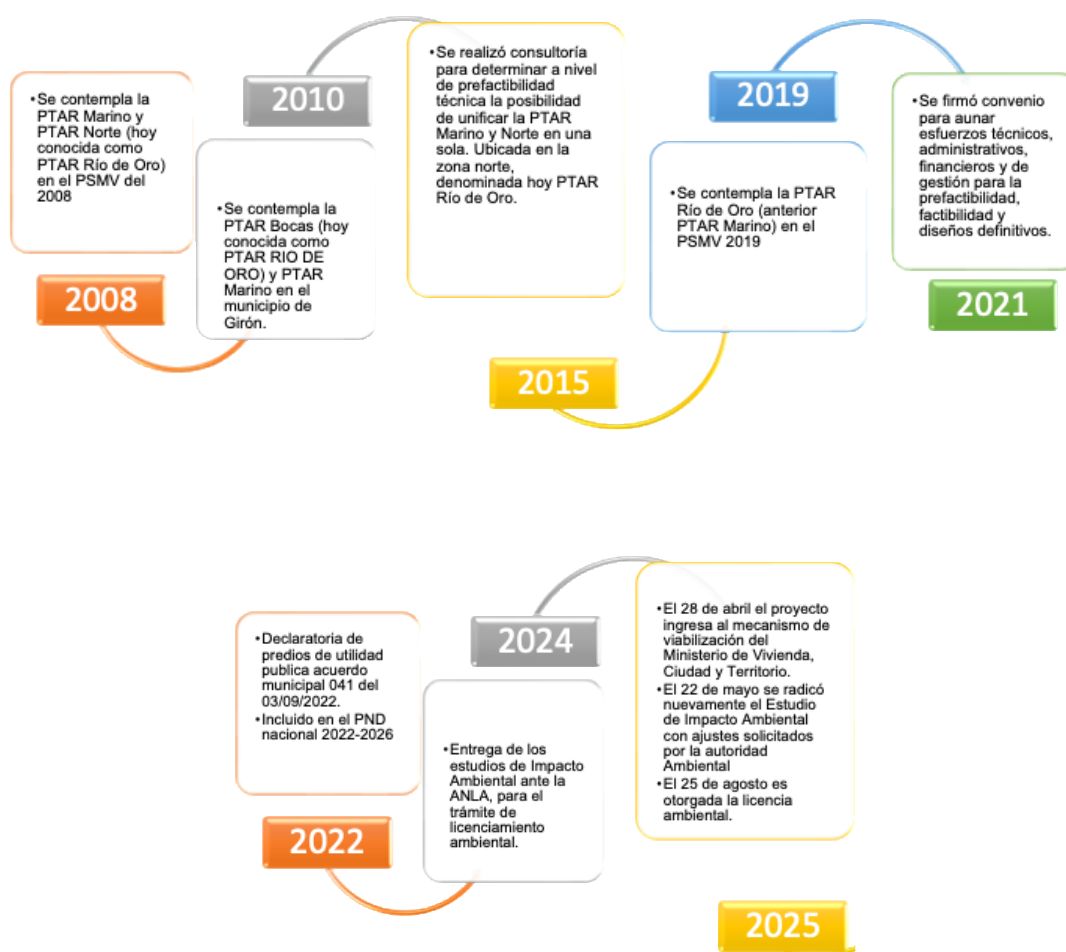 •Se contempla la
PTAR Marino y
PTAR Norte (hoy
conocida como
PTAR Río de Oro)
en el PSMV del
2008
2008
2010
•Se contempla la
PTAR Bocas (hoy
conocida como
PTAR RIO DE
ORO) y PTAR
Marino en el
municipio de
Girón.
•Se realizó consultoría
para determinar a nivel
de prefactibilidad
técnica la posibilidad
de unificar la PTAR
Marino y Norte en una
sola. Ubicada en la
zona norte,
denominada hoy PTAR
Río de Oro.
2015
2019
•Se contempla la PTAR
Río de Oro (anterior
PTAR Marino) en el
PSMV 2019
•Se firmó convenio
para aunar
esfuerzos técnicos,
administrativos,
financieros y de
gestión para la
prefactibilidad,
factibilidad y
diseños definitivos.
2021
•Declaratoria de
predios de utilidad
publica acuerdo
municipal 041 del
03/09/2022.
•Incluido en el PND
nacional 2022-2026
2022
2024
•Entrega de los
estudios de Impacto
Ambiental ante la
ANLA, para el
trámite de
licenciamiento
ambiental.
•El 28 de abril el proyecto
ingresa al mecanismo de
viabilización del
Ministerio de Vivienda,
Ciudad y Territorio.
•El 22 de mayo se radicó
nuevamente el Estudio
de Impacto Ambiental
con ajustes solicitados
por la autoridad
Ambiental
•El 25 de agosto es
otorgada la licencia
ambiental.
2025